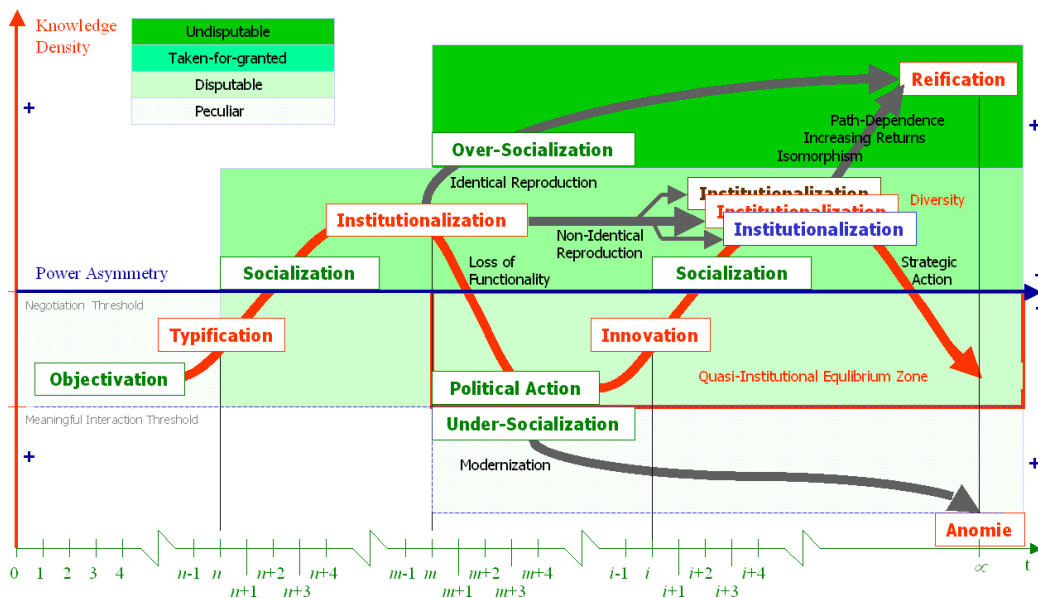 Knowledge
Density
Undisputable
Taken-for-granted
Disputable
Peculiar
+
+
Reification
Path-Dependence
Increasing Returns
Isomorphism
Over-Socialization
Identical Reproduction
Institutionalization
Institutionalization
Institutionalization
Institutionalization
Diversity
Non-Identical
Reproduction
Loss of
Functionality
Strategic
Action
Power Asymmetry
Socialization
Socialization
-
-
Negotiation Threshold
Typification
Innovation
Objectivation
Political Action
Quasi-Institutional Equlibrium Zone
Meaningful Interaction Threshold
Under-Socialization
+
+
Modernization
Anomie
0 1 2 3 4 n-1 n n+1 n+2 n+3 n+4 m-1 m m+1 m+2 m+3 m+4 i-1 i i+1 i+2 i+3 i+4 ∝ t